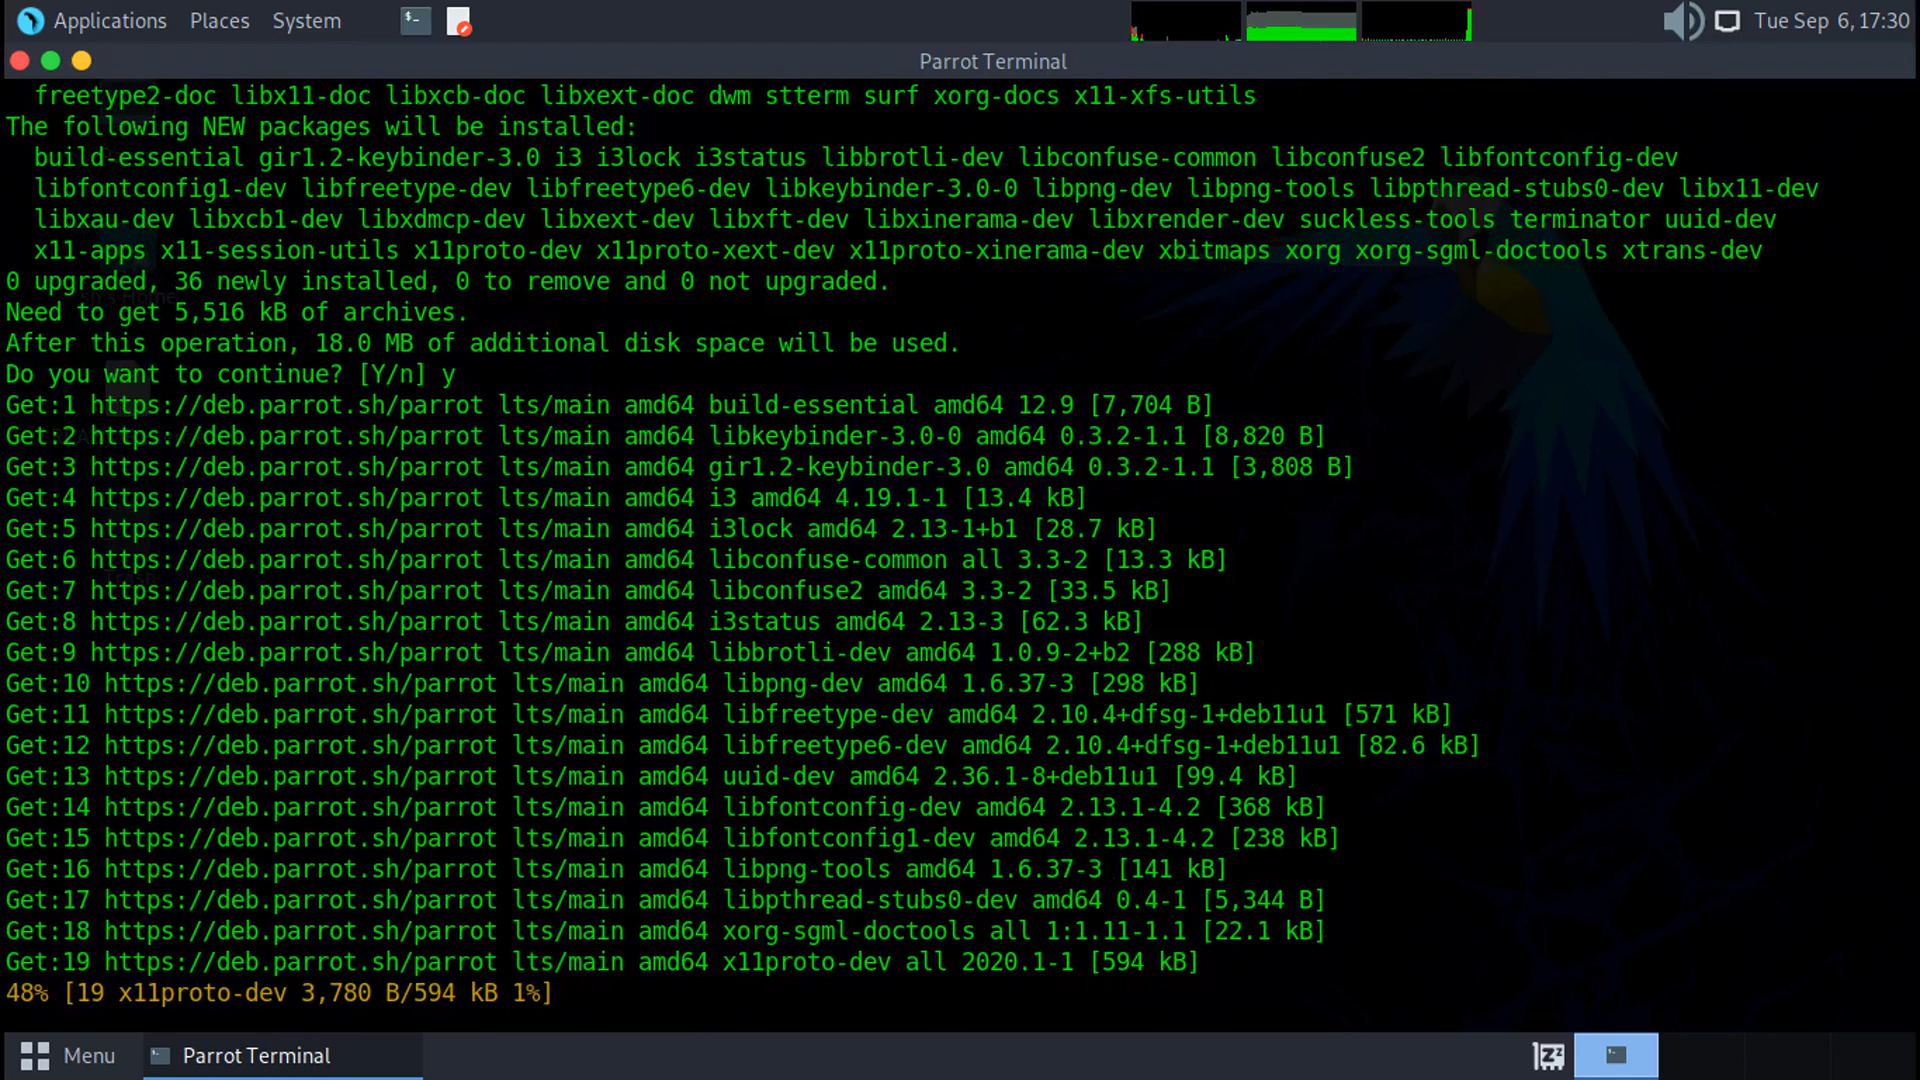 Applications Places System Tue Sep 6, 17:30
Parrot Terminal
freetype2-doc libx11-doc libxcb-doc libxext-doc dwm stterm surf xorg-docs x11-xfs-utils
The following NEW packages will be installed:
build-essential gir1.2-keybinder-3.0 i3 i3lock i3status libbrotli-dev libconfuse-common libconfuse2 libfontconfig-dev
libfontconfig1-dev libfreetype-dev libfreetype6-dev libkeybinder-3.0-0 libpng-dev libpng-tools libpthread-stubs0-dev libx11-dev
libxau-dev libxcb1-dev libxdmcp-dev libxext-dev libxft-dev libxinerama-dev libxrender-dev suckless-tools terminator uuid-dev
x11-apps x11-session-utils x11proto-dev x11proto-xext-dev x11proto-xinerama-dev xbitmaps xorg xorg-sgml-doctools xtrans-dev
0 upgraded, 36 newly installed, 0 to remove and 0 not upgraded.
Need to get 5,516 kB of archives.
After this operation, 18.0 MB of additional disk space will be used.
Do you want to continue? [Y/n] y
Get:1 https://deb.parrot.sh/parrot lts/main amd64 build-essential amd64 12.9 [7,704 B]
Get:2 https://deb.parrot.sh/parrot lts/main amd64 libkeybinder-3.0-0 amd64 0.3.2-1.1 [8,820 B]
Get:3 https://deb.parrot.sh/parrot lts/main amd64 gir1.2-keybinder-3.0 amd64 0.3.2-1.1 [3,808 B]
Get:4 https://deb.parrot.sh/parrot lts/main amd64 i3 amd64 4.19.1-1 [13.4 kB]
Get:5 https://deb.parrot.sh/parrot lts/main amd64 i3lock amd64 2.13-1+b1 [28.7 kB]
Get:6 https://deb.parrot.sh/parrot lts/main amd64 libconfuse-common all 3.3-2 [13.3 kB]
Get:7 https://deb.parrot.sh/parrot lts/main amd64 libconfuse2 amd64 3.3-2 [33.5 kB]
Get:8 https://deb.parrot.sh/parrot lts/main amd64 i3status amd64 2.13-3 [62.3 kB]
Get:9 https://deb.parrot.sh/parrot lts/main amd64 libbrotli-dev amd64 1.0.9-2+b2 [288 kB]
Get:10 https://deb.parrot.sh/parrot lts/main amd64 libpng-dev amd64 1.6.37-3 [298 kB]
Get:11 https://deb.parrot.sh/parrot lts/main amd64 libfreetype-dev amd64 2.10.4+dfsg-1+deb11u1 [571 kB]
Get:12 https://deb.parrot.sh/parrot lts/main amd64 libfreetype6-dev amd64 2.10.4+dfsg-1+deb11u1 [82.6 kB]
Get:13 https://deb.parrot.sh/parrot lts/main amd64 uuid-dev amd64 2.36.1-8+deb11u1 [99.4 kB]
Get:14 https://deb.parrot.sh/parrot lts/main amd64 libfontconfig-dev amd64 2.13.1-4.2 [368 kB]
Get:15 https://deb.parrot.sh/parrot lts/main amd64 libfontconfig1-dev amd64 2.13.1-4.2 [238 kB]
Get:16 https://deb.parrot.sh/parrot lts/main amd64 libpng-tools amd64 1.6.37-3 [141 kB]
Get:17 https://deb.parrot.sh/parrot lts/main amd64 libpthread-stubs0-dev amd64 0.4-1 [5,344 B]
Get:18 https://deb.parrot.sh/parrot lts/main amd64 xorg-sgml-doctools all 1:1.11-1.1 [22.1 kB]
Get:19 https://deb.parrot.sh/parrot lts/main amd64 x11proto-dev all 2020.1-1 [594 kB]
48% [19 x11proto-dev 3,780 B/594 kB 1%]
Menu Parrot Terminal